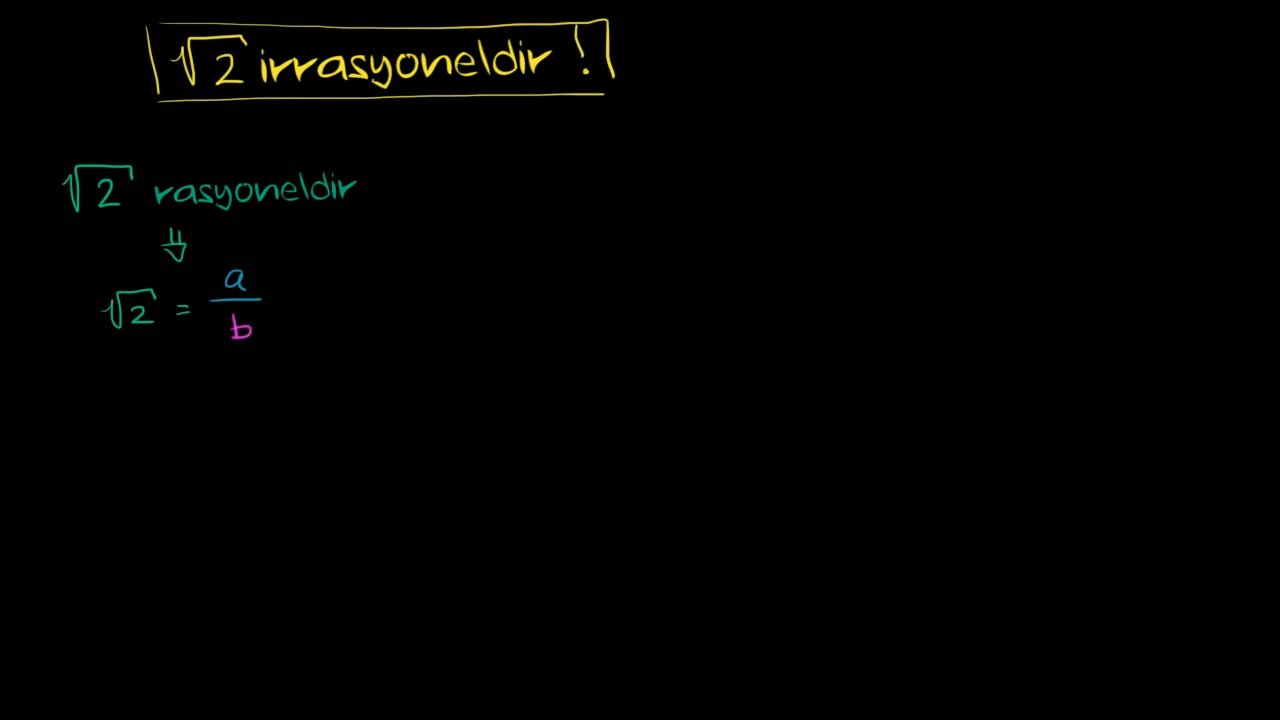 √2 irrasyoneldir !
√2 rasyoneldir
⇓
√2 = a/b